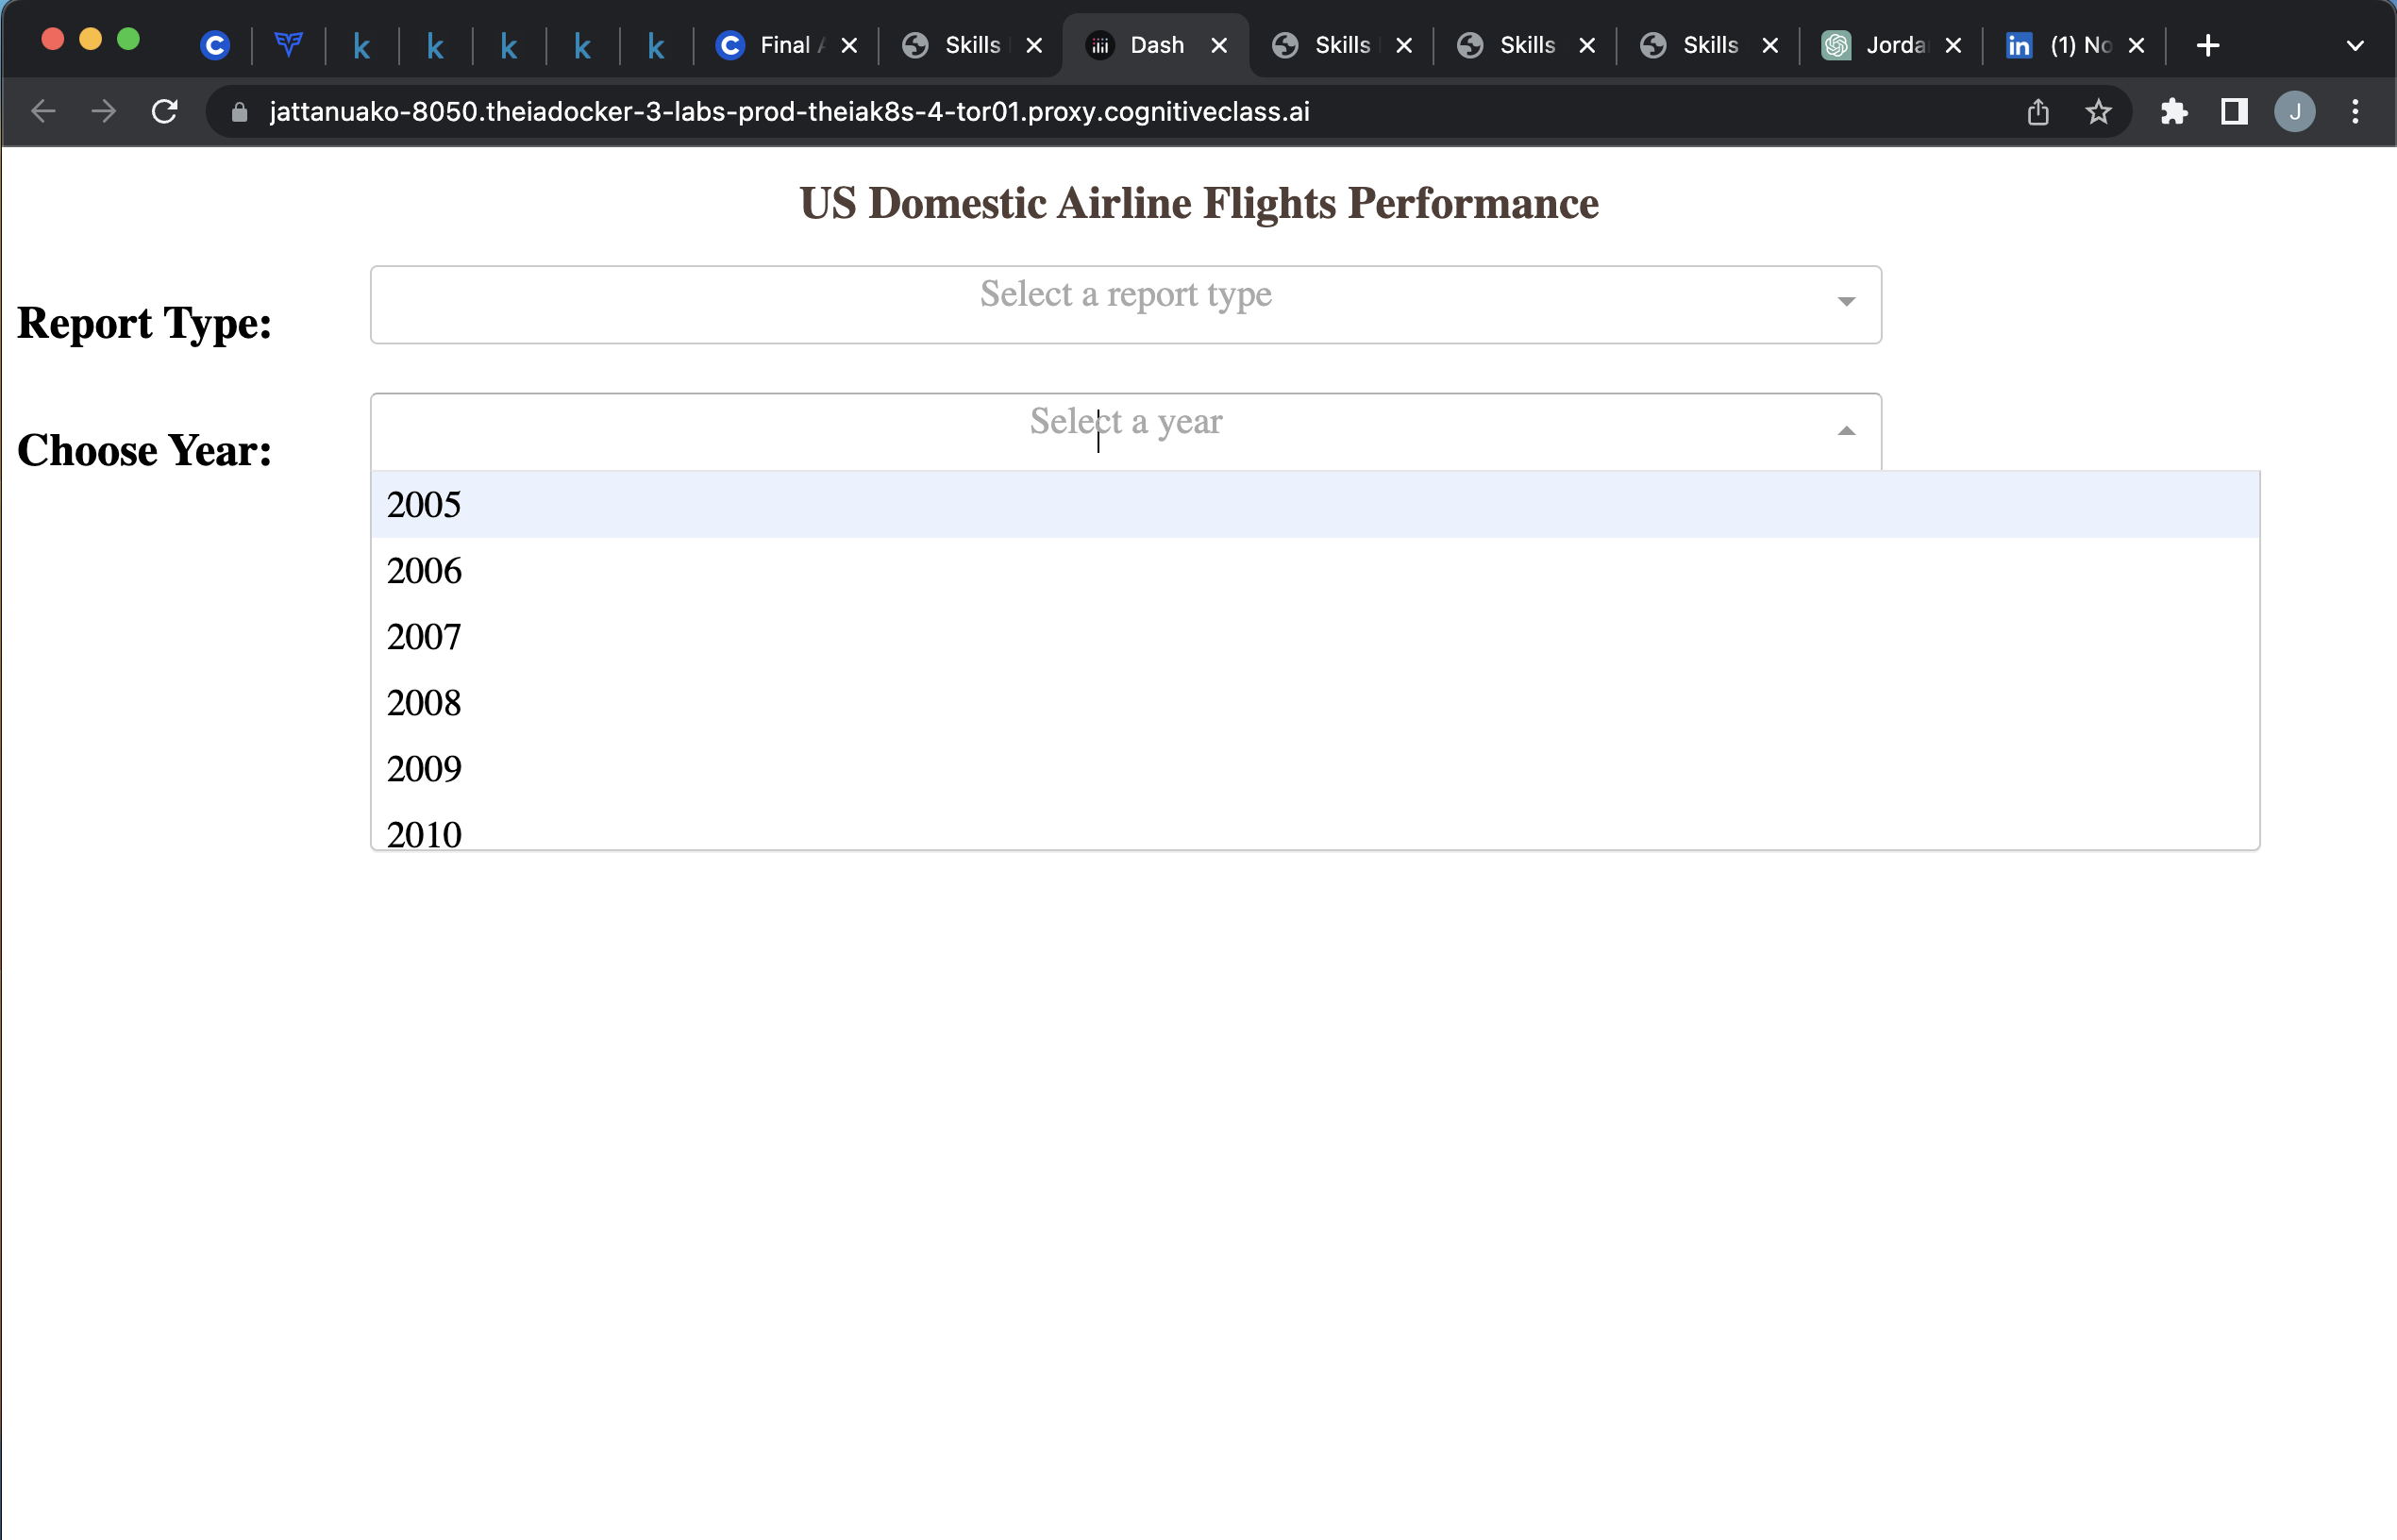 Final
Skills
Dash
Skills
Skills
Skills
Jorda
(1) No
jattanuako-8050.theiadocker-3-labs-prod-theiak8s-4-tor01.proxy.cognitiveclass.ai
J
US Domestic Airline Flights Performance
Report Type:
Select a report type
Choose Year:
Select a year
2005
2006
2007
2008
2009
2010